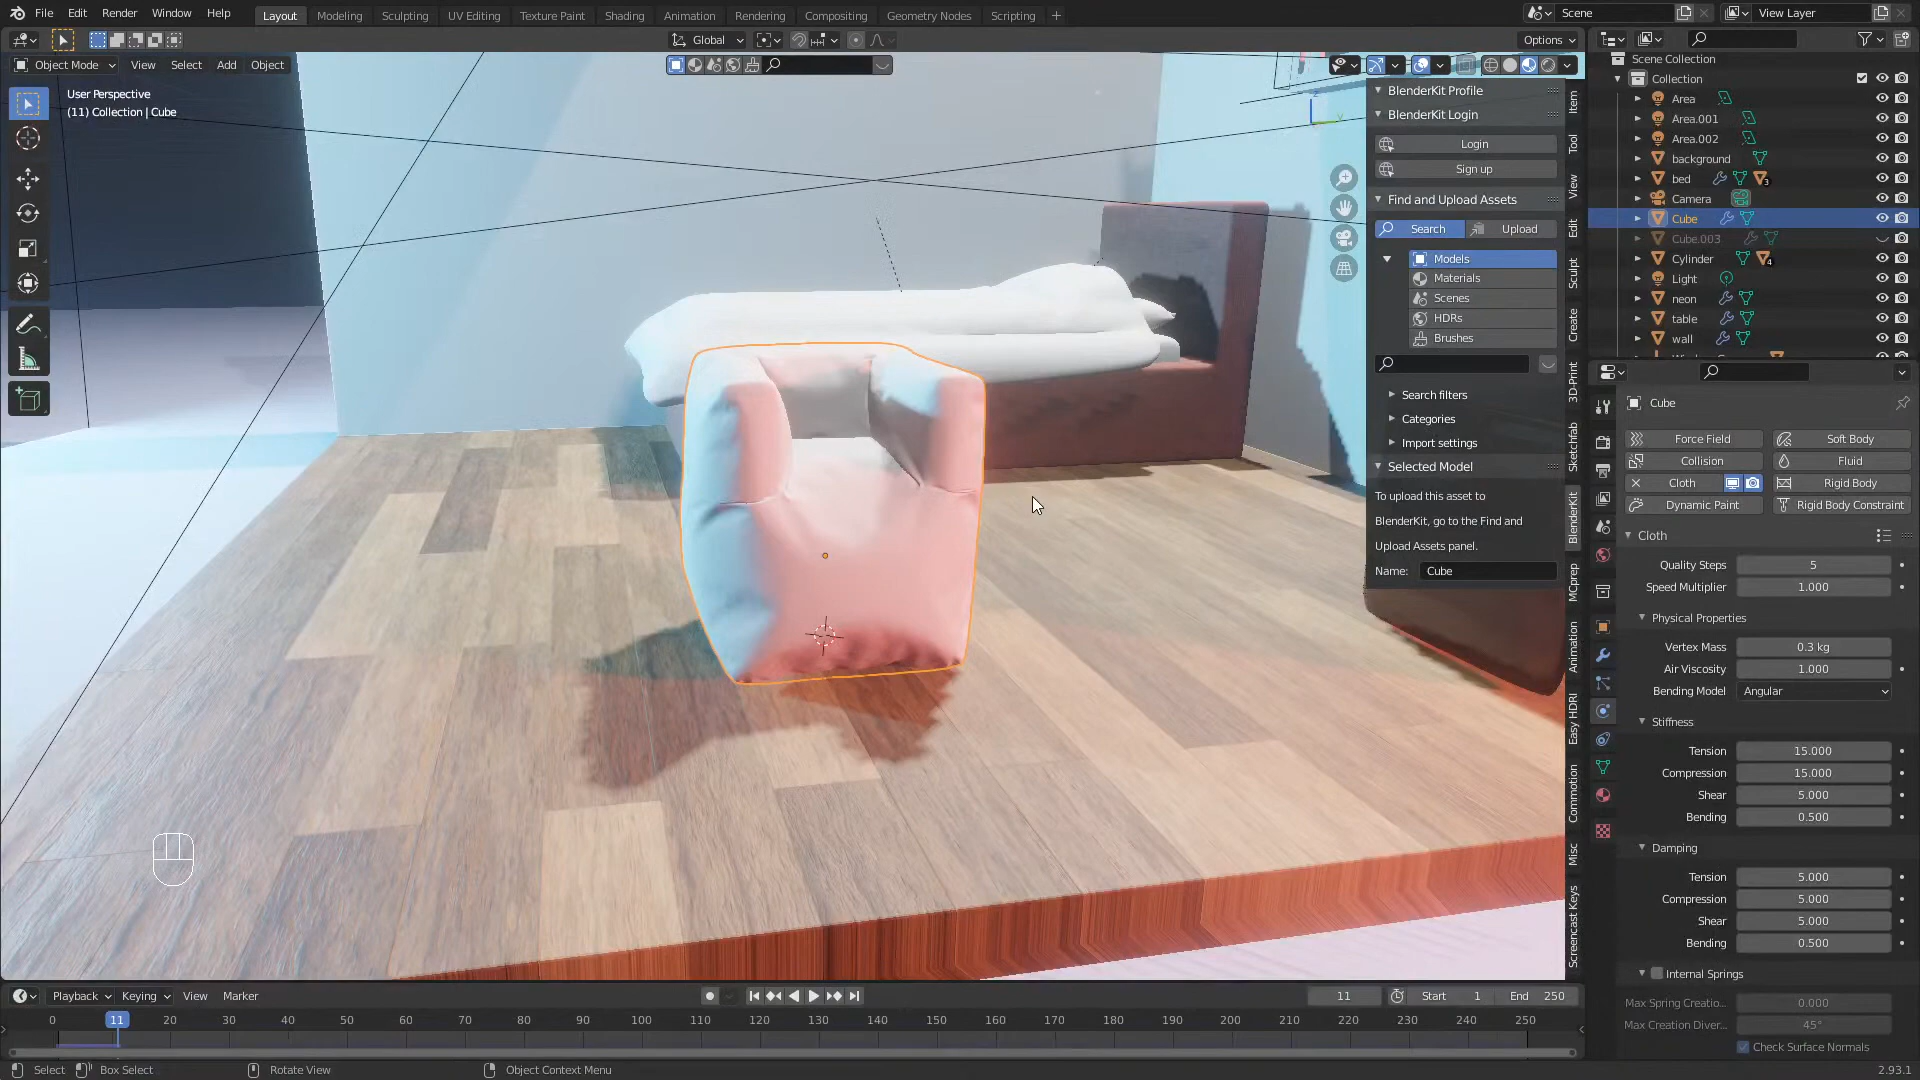 File Edit Render Window Help
Layout Modeling Sculpting UV Editing Texture Paint Shading Animation Rendering Compositing Geometry Nodes Scripting +
Scene
View Layer
Global
Options
Object Mode View Select Add Object
User Perspective
(11) Collection | Cube
BlenderKit Profile
BlenderKit Login
Login
Sign up
Find and Upload Assets
Search Upload
Models
Materials
Scenes
HDRs
Brushes
Search filters
Categories
Import settings
Selected Model
To upload this asset to
BlenderKit, go to the Find and
Upload Assets panel.
Name: Cube
Item
Tool
View
Edit
Sculpt
Create
3D-Print
Sketchfab
BlenderKit
MCprep
Animation
Easy HDRI
Commotion
Misc
Screencast Keys
Scene Collection
Collection
Area
Area.001
Area.002
background
bed 3
Camera
Cube
Cube.003
Cylinder 4
Light
neon
table
wall
Cube
Force Field Soft Body
Collision Fluid
Cloth Rigid Body
Dynamic Paint Rigid Body Constraint
Cloth
Quality Steps 5
Speed Multiplier 1.000
Physical Properties
Vertex Mass 0.3 kg
Air Viscosity 1.000
Bending Model Angular
Stiffness
Tension 15.000
Compression 15.000
Shear 5.000
Bending 0.500
Damping
Tension 5.000
Compression 5.000
Shear 5.000
Bending 0.500
Internal Springs
Max Spring Creatio... 0.000
Max Creation Diver... 45°
Check Surface Normals
Playback Keying View Marker
11 Start 1 End 250
0 11 20 30 40 50 60 70 80 90 100 110 120 130 140 150 160 170 180 190 200 210 220 230 240 250
Select Box Select Rotate View Object Context Menu 2.93.1